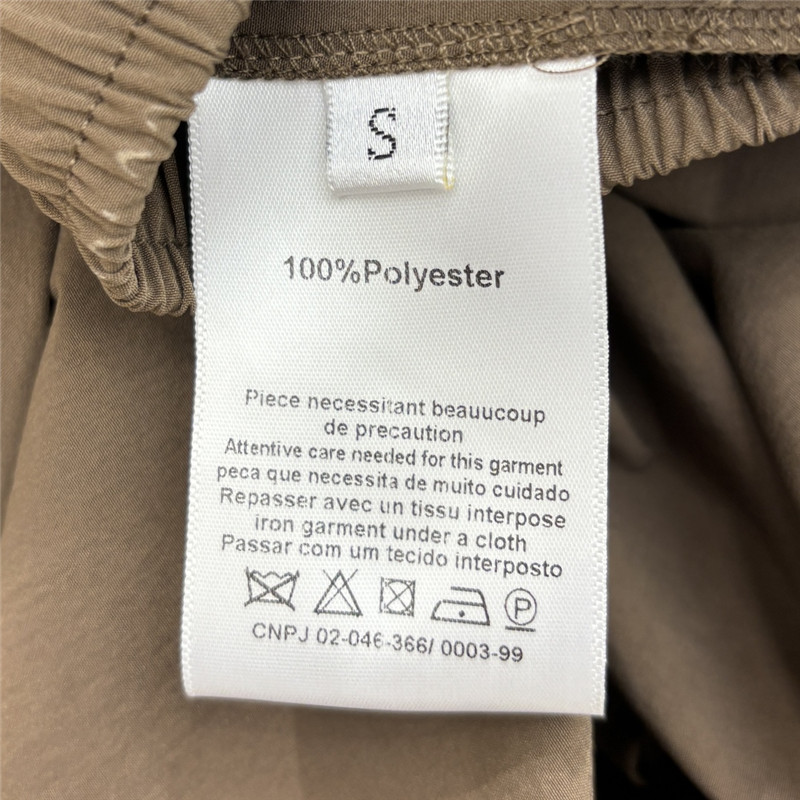 S
100%Polyester
Piece necessitant beauucoup
de precaution
Attentive care needed for this garment
peca que necessita de muito cuidado
Repasser avec un tissu interpose
iron garment under a cloth
Passar com um tecido interposto
P
CNPJ 02-046-366/ 0003-99